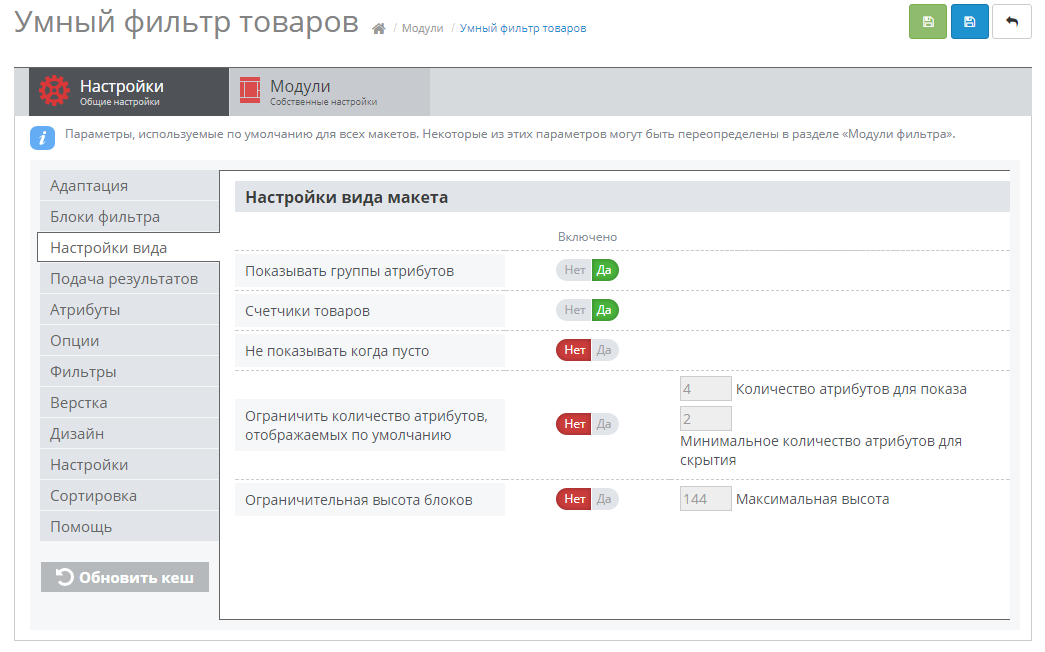 Умный фильтр товаров / Модули / Умный фильтр товаров
Настройки
Общие настройки
Модули
Собственные настройки
i Параметры, используемые по умолчанию для всех макетов. Некоторые из этих параметров могут быть переопределены в разделе «Модули фильтра».
Адаптация
Блоки фильтра
Настройки вида
Подача результатов
Атрибуты
Опции
Фильтры
Верстка
Дизайн
Настройки
Сортировка
Помощь
Обновить кеш
Настройки вида макета
Включено
Показывать группы атрибутов Нет Да
Счетчики товаров Нет Да
Не показывать когда пусто Нет Да
Ограничить количество атрибутов,
отображаемых по умолчанию
Нет Да
4 Количество атрибутов для показа
2
Минимальное количество атрибутов для
скрытия
Ограничительная высота блоков Нет Да 144 Максимальная высота